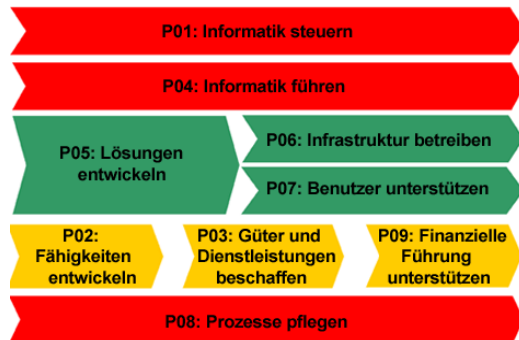 P01: Informatik steuern
P04: Informatik führen
P05: Lösungen
entwickeln
P06: Infrastruktur betreiben
P07: Benutzer unterstützen
P02:
Fähigkeiten
entwickeln
P03: Güter und
Dienstleistungen
beschaffen
P09: Finanzielle
Führung
unterstützen
P08: Prozesse pflegen